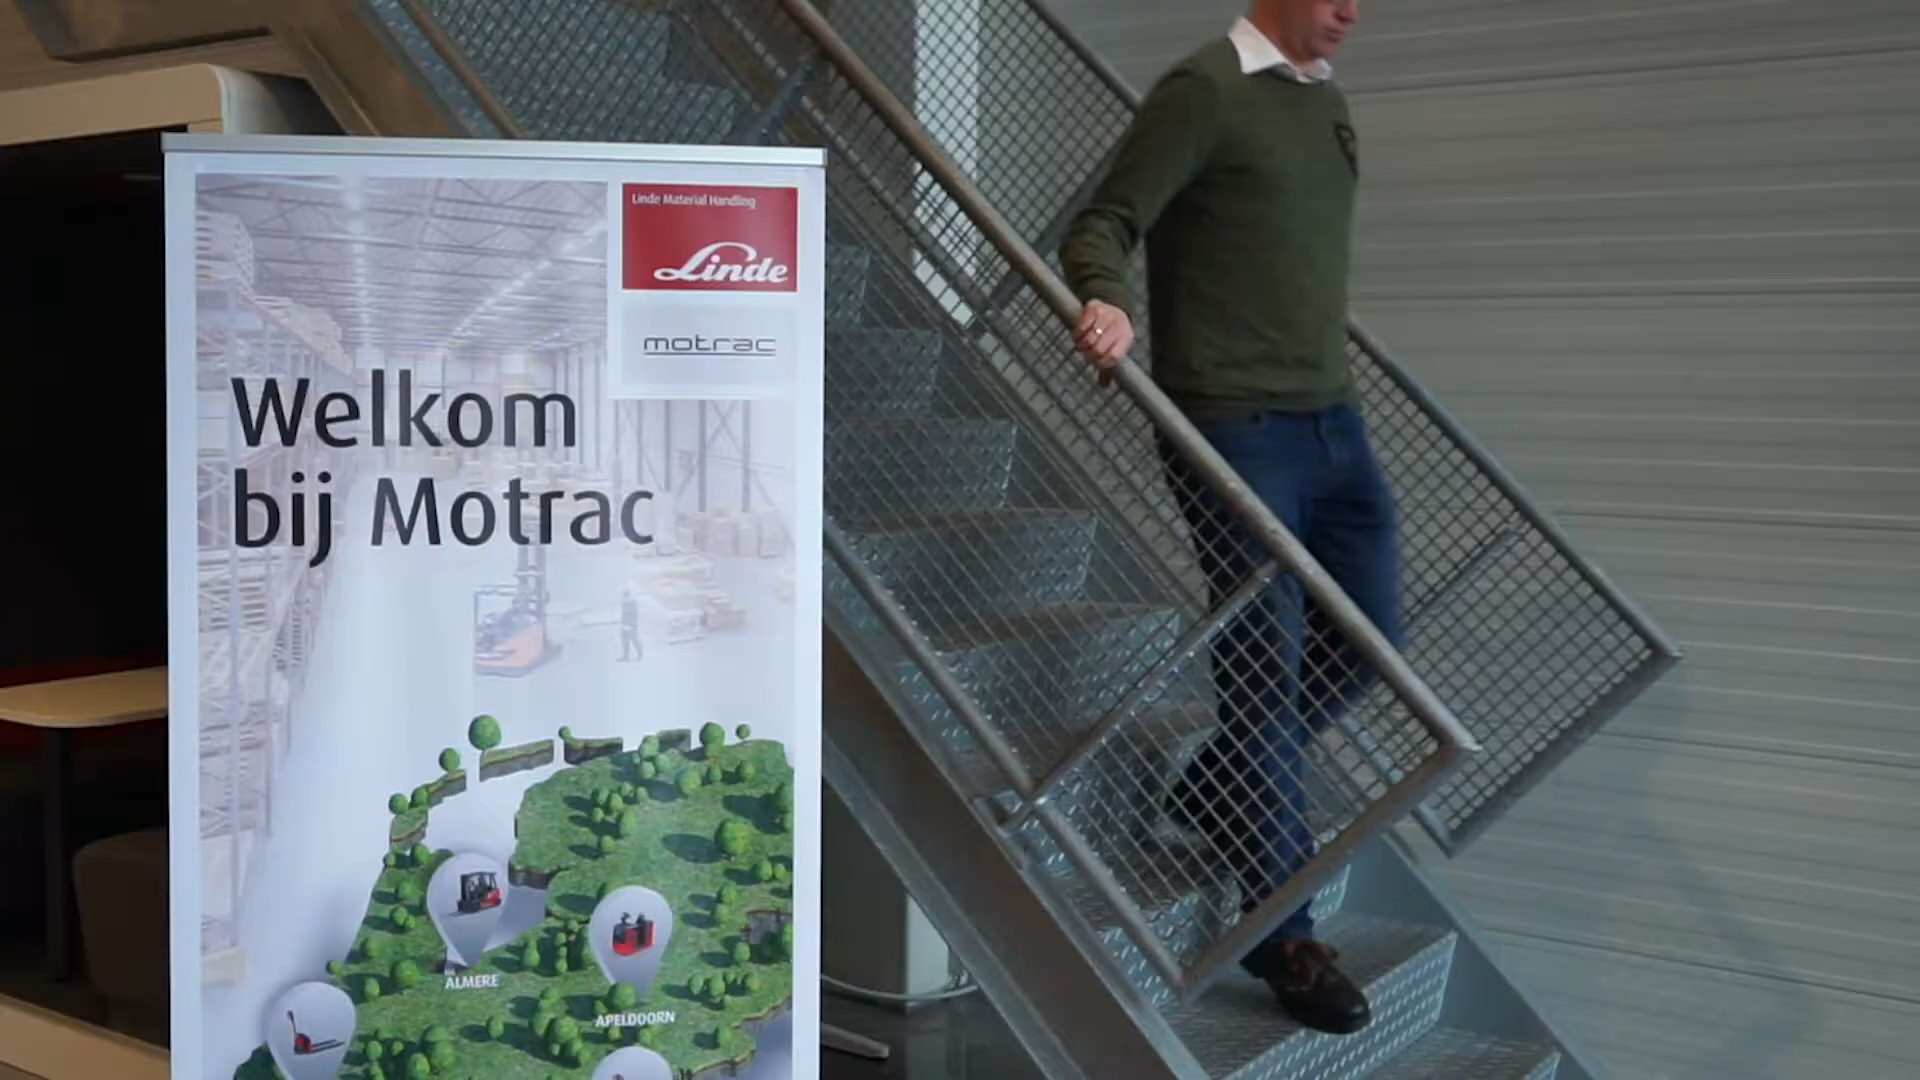 Linde Material Handling
Linde
motrac
Welkom
bij Motrac
ALMERE
APELDOORN